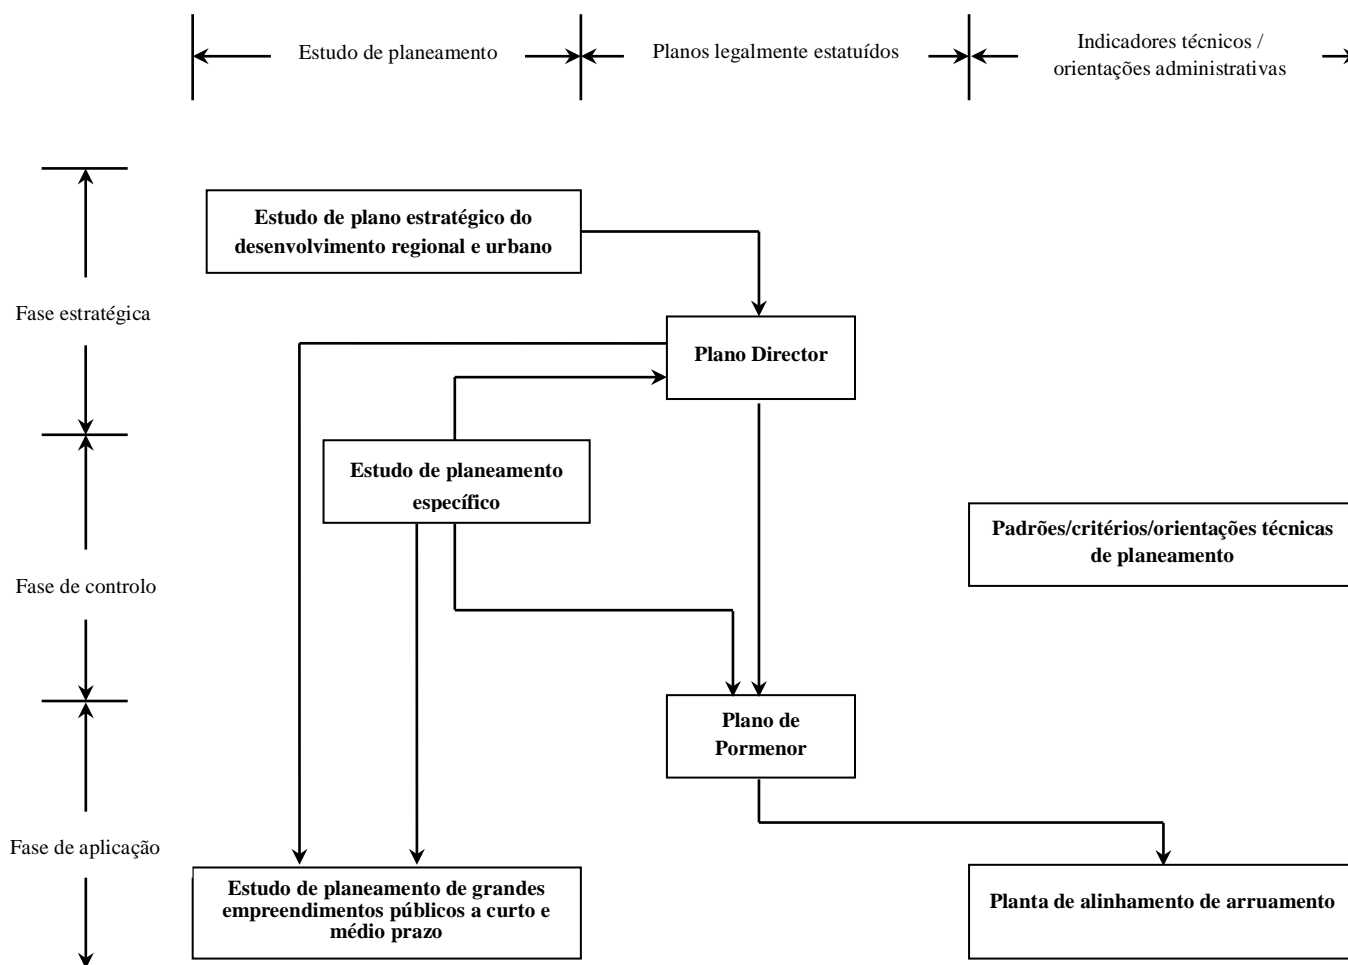 Estudo de planeamento
Planos legalmente estatuídos
Indicadores técnicos /
orientações administrativas
Estudo de plano estratégico do
desenvolvimento regional e urbano
Fase estratégica
Plano Director
Estudo de planeamento
específico
Padrões/critérios/orientações técnicas
de planeamento
Fase de controlo
Plano de
Pormenor
Fase de aplicação
Estudo de planeamento de grandes
empreendimentos públicos a curto e
médio prazo
Planta de alinhamento de arruamento